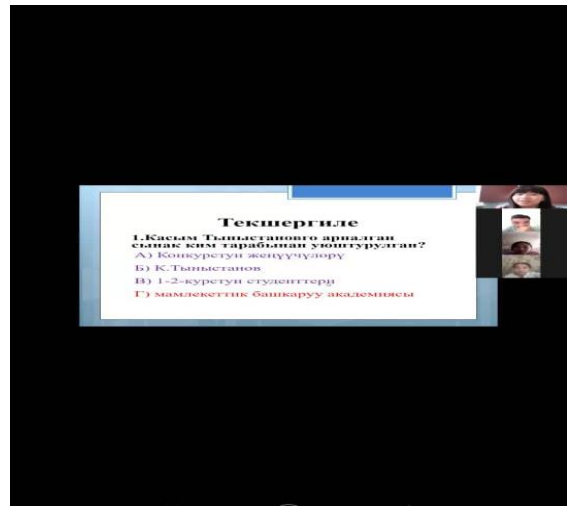 Текшергиле
1.Касым Тыныстановго арналган
сынак ким тарабынан уюштурулган?
А) Конкурстун жеңүүчүлөрү
Б) К.Тыныстанов
В) 1-2-курстун студенттери
Г) мамлекеттик башкаруу академиясы